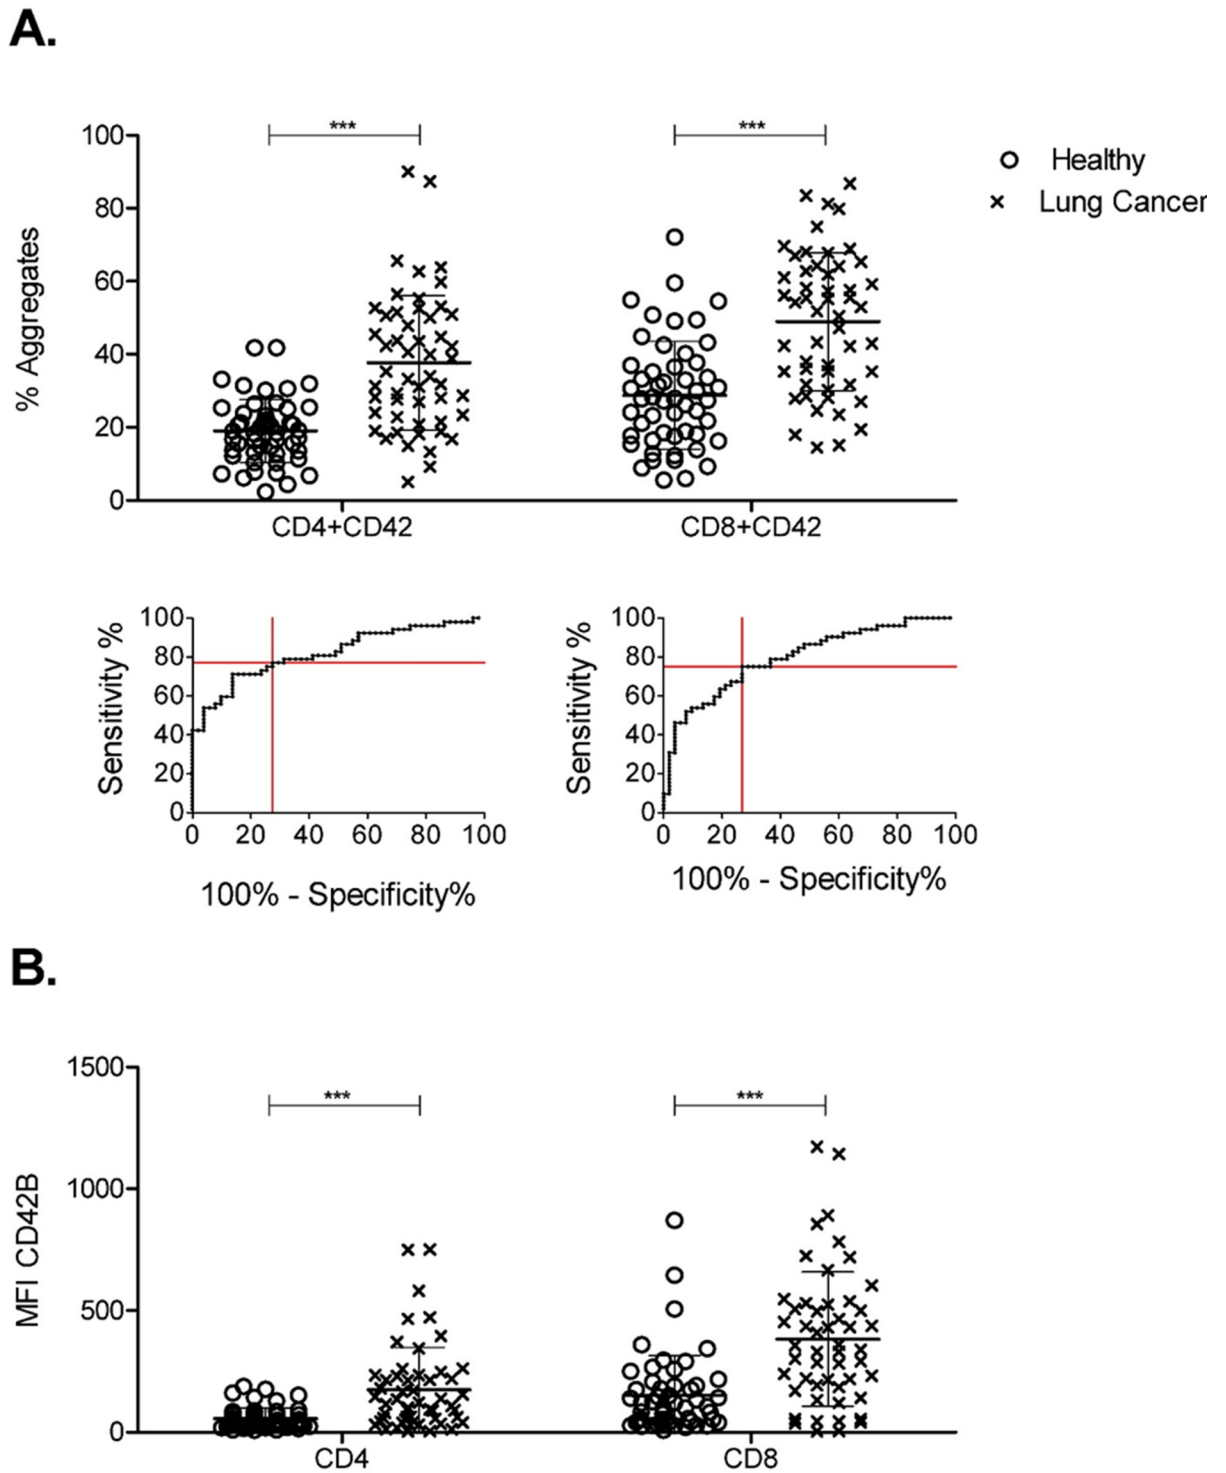 A.
*** ***
100
80
60
40
20
0
% Aggregates
Healthy
Lung Cancer
CD4+CD42 CD8+CD42
100
80
60
40
20
0
Sensitivity %
0 20 40 60 80 100
100% - Specificity%
100
80
60
40
20
0
Sensitivity %
0 20 40 60 80 100
100% - Specificity%
B.
*** ***
1500
1000
500
0
MFI CD42B
CD4 CD8